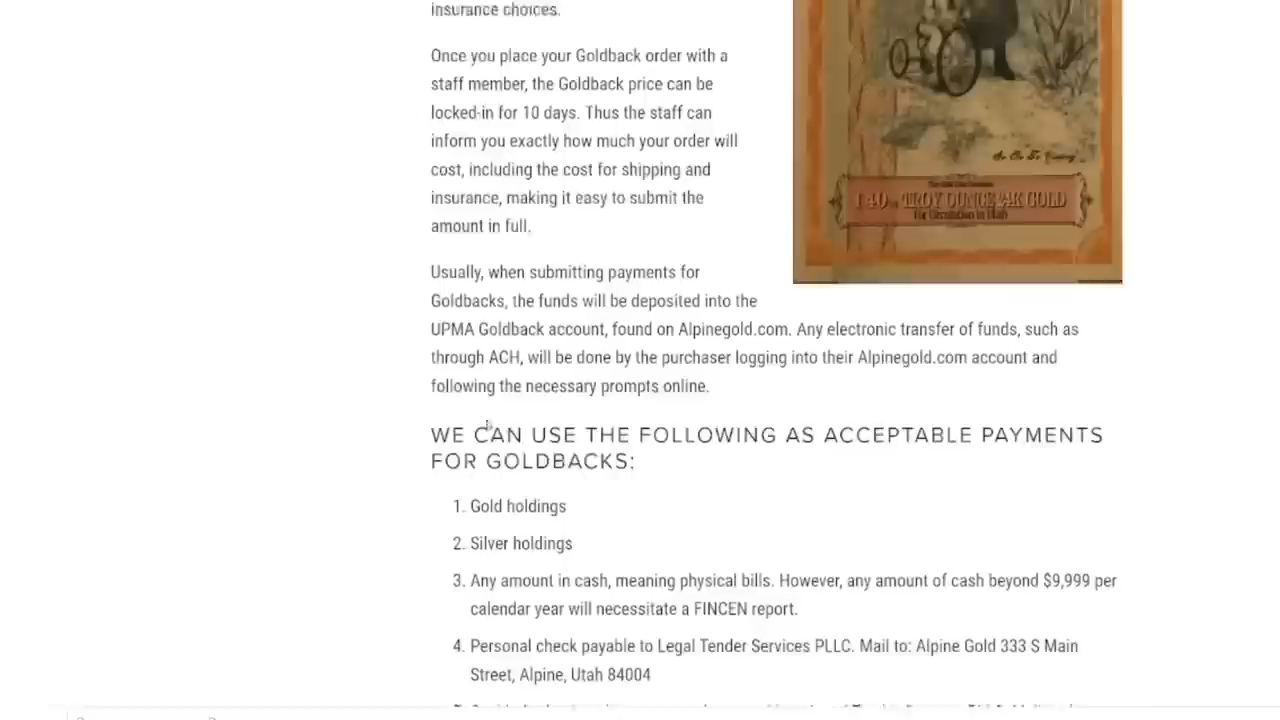 insurance choices.
Once you place your Goldback order with a
staff member, the Goldback price can be
locked-in for 10 days. Thus the staff can
inform you exactly how much your order will
cost, including the cost for shipping and
insurance, making it easy to submit the
amount in full.
TROY OUNCE 24K GOLD
For Circulation in Utah
Usually, when submitting payments for
Goldbacks, the funds will be deposited into the
UPMA Goldback account, found on Alpinegold.com. Any electronic transfer of funds, such as
through ACH, will be done by the purchaser logging into their Alpinegold.com account and
following the necessary prompts online.
WE CAN USE THE FOLLOWING AS ACCEPTABLE PAYMENTS
FOR GOLDBACKS:
1. Gold holdings
2. Silver holdings
3. Any amount in cash, meaning physical bills. However, any amount of cash beyond $9,999 per
calendar year will necessitate a FINCEN report.
4. Personal check payable to Legal Tender Services PLLC. Mail to: Alpine Gold 333 S Main
Street, Alpine, Utah 84004